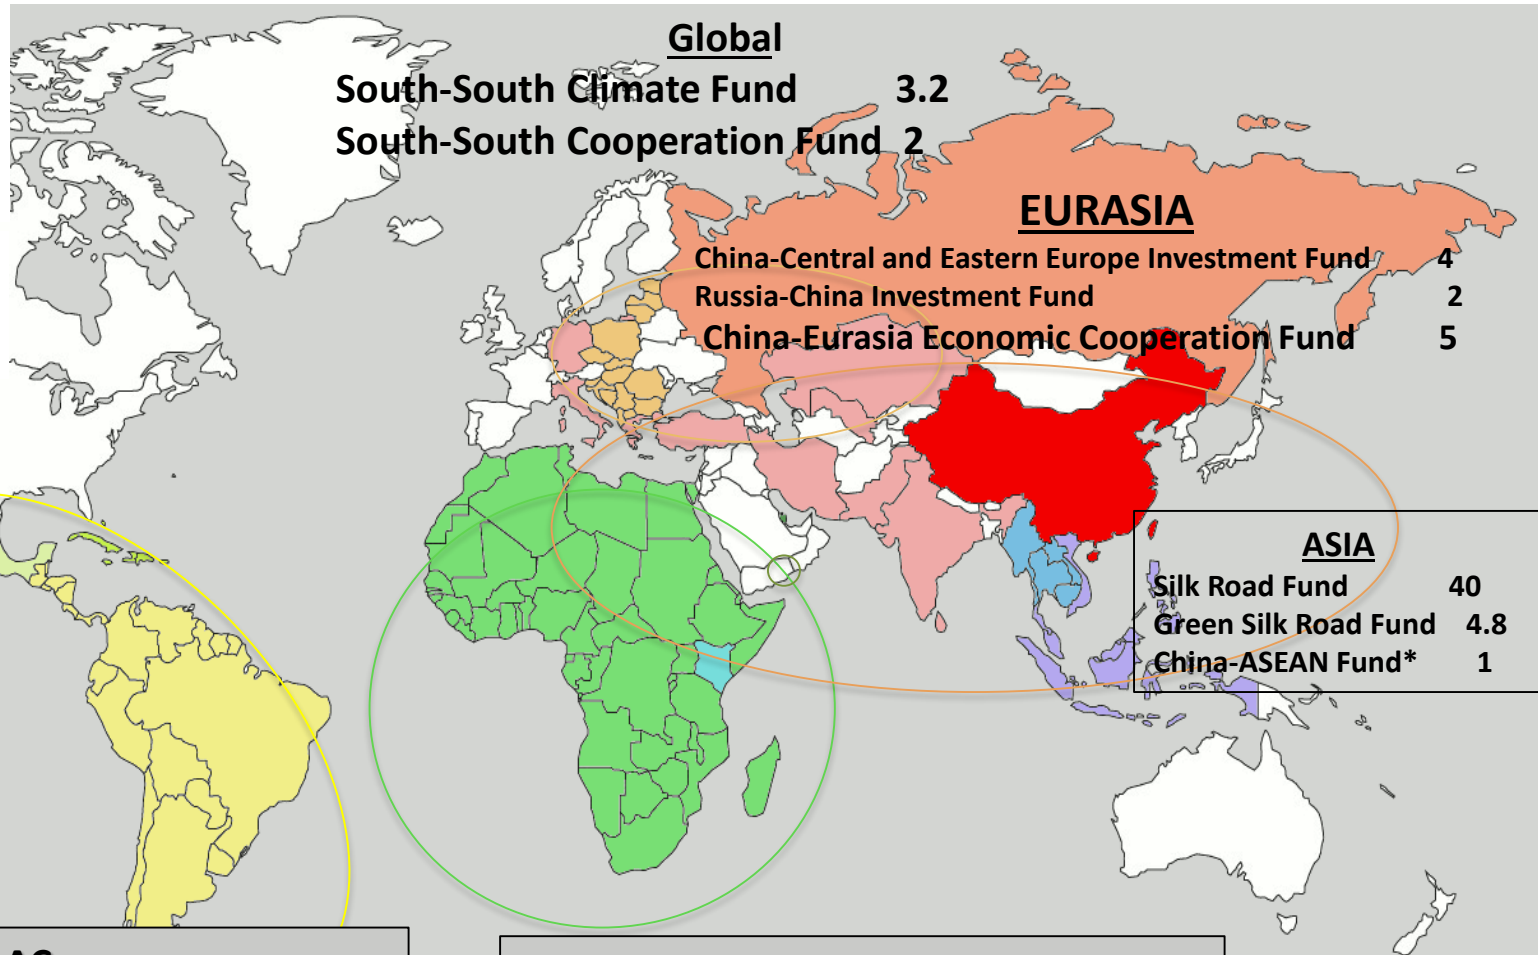 Global
South-South Climate Fund 3.2
South-South Cooperation Fund 2
EURASIA
China-Central and Eastern Europe Investment Fund 4
Russia-China Investment Fund 2
China-Eurasia Economic Cooperation Fund 5
ASIA
Silk Road Fund 40
Green Silk Road Fund 4.8
China-ASEAN Fund* 1